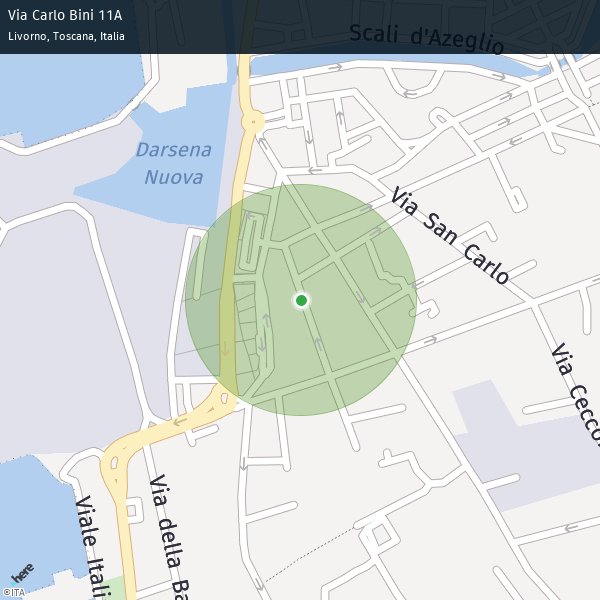 Via Carlo Bini 11A
Livorno, Toscana, Italia
Scali d'Azeglio
Darsena
Nuova
Via San Carlo
Via Ceccon
Viale Itali
Via della Ba
here
©ITA